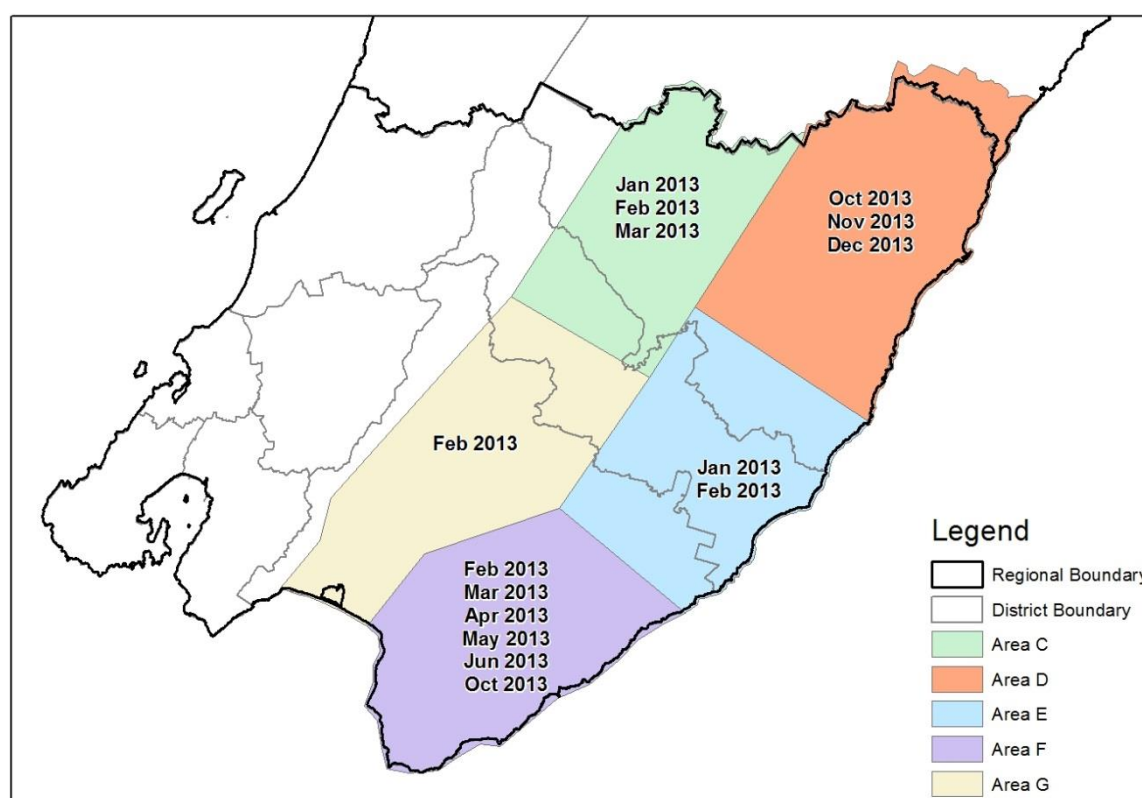 Jan 2013
Feb 2013
Mar 2013
Oct 2013
Nov 2013
Dec 2013
Feb 2013
Jan 2013
Feb 2013
Feb 2013
Mar 2013
Apr 2013
May 2013
Jun 2013
Oct 2013
Legend
Regional Boundary
District Boundary
Area C
Area D
Area E
Area F
Area G